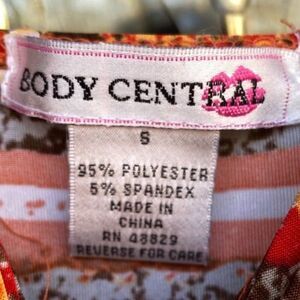 BODY CENTRAL
S
95% POLYESTER
5% SPANDEX
MADE IN
CHINA
RN 48829
REVERSE FOR CARE